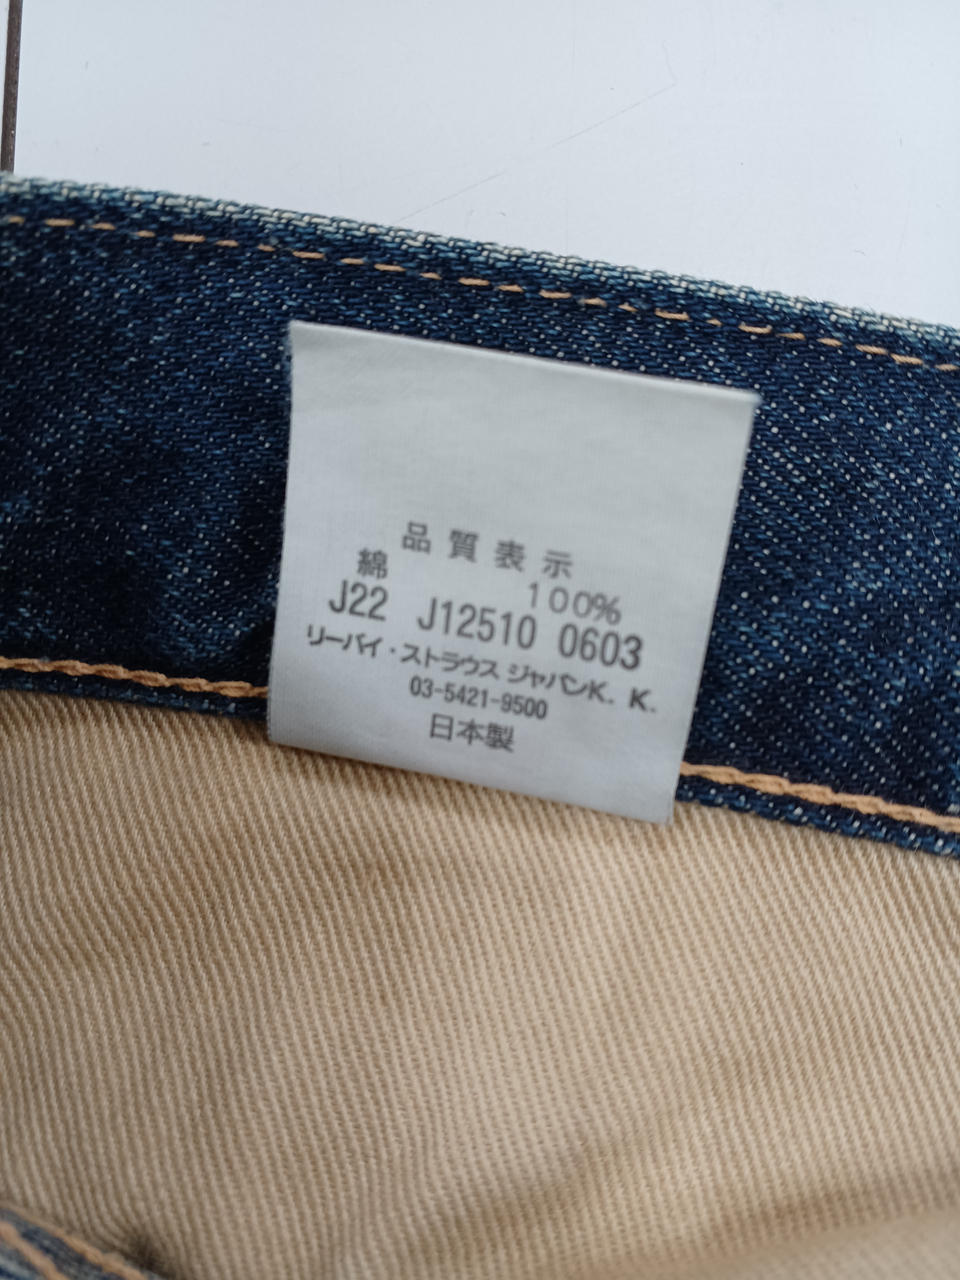 品質表示
綿 100%
J22 J12510 0603
リーバイ・ストラウス ジャパンK.K.
03-5421-9500
日本製